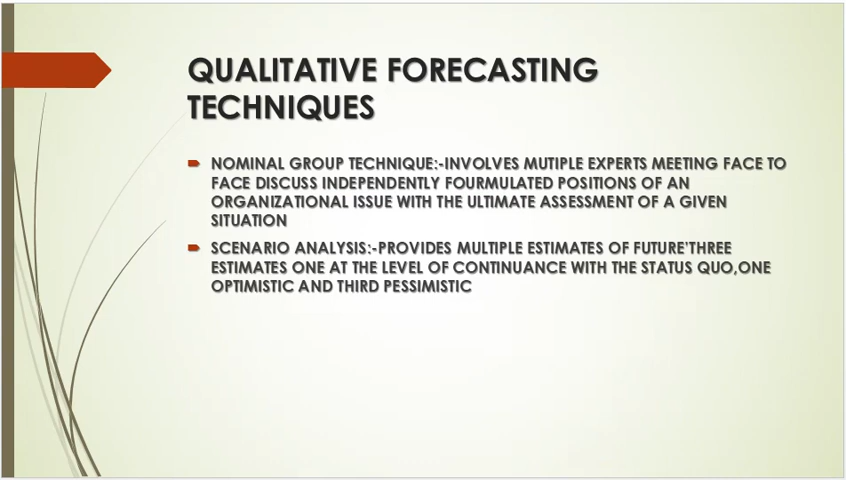 QUALITATIVE FORECASTING
TECHNIQUES
NOMINAL GROUP TECHNIQUE:-INVOLVES MUTIPLE EXPERTS MEETING FACE TO
FACE DISCUSS INDEPENDENTLY FOURMULATED POSITIONS OF AN
ORGANIZATIONAL ISSUE WITH THE ULTIMATE ASSESSMENT OF A GIVEN
SITUATION
SCENARIO ANALYSIS:-PROVIDES MULTIPLE ESTIMATES OF FUTURE'THREE
ESTIMATES ONE AT THE LEVEL OF CONTINUANCE WITH THE STATUS QUO,ONE
OPTIMISTIC AND THIRD PESSIMISTIC